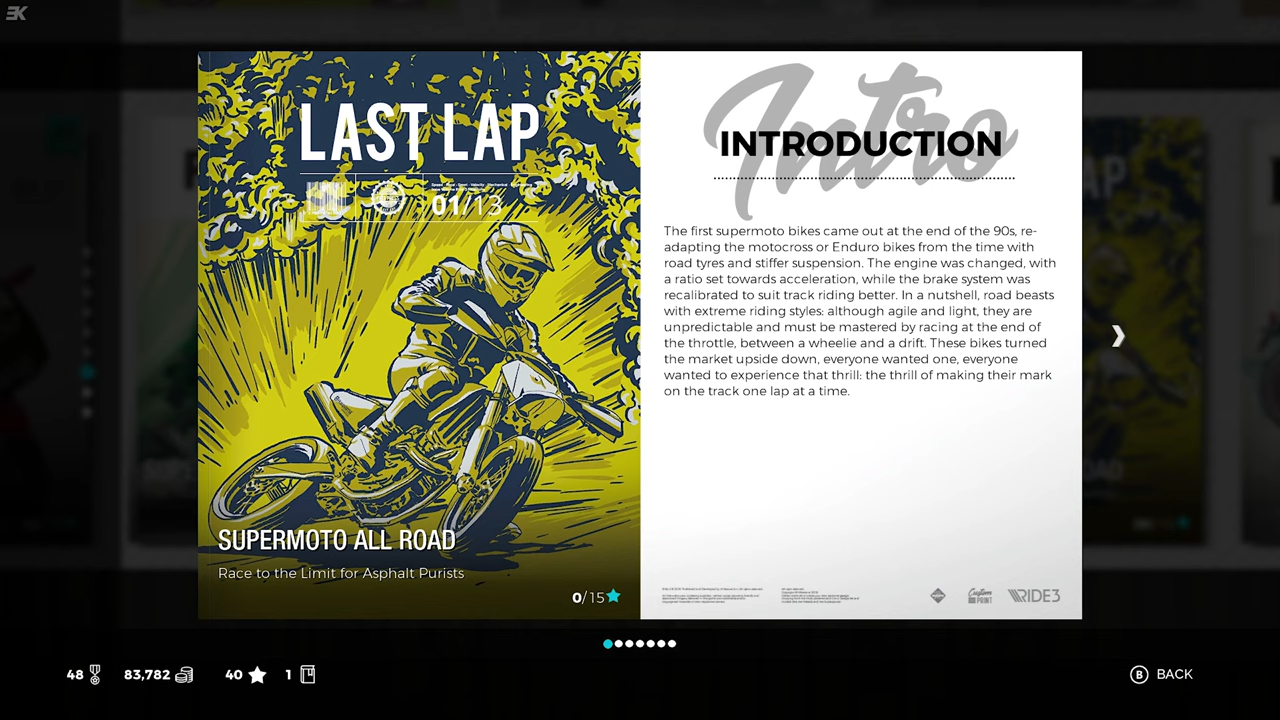 3K
LAST LAP
01/13
SUPERMOTO ALL ROAD
Race to the Limit for Asphalt Purists
0/15
Intro
INTRODUCTION
The first supermoto bikes came out at the end of the 90s, re-
adapting the motocross or Enduro bikes from the time with
road tyres and stiffer suspension. The engine was changed, with
a ratio set towards acceleration, while the brake system was
recalibrated to suit track riding better. In a nutshell, road beasts
with extreme riding styles: although agile and light, they are
unpredictable and must be mastered by racing at the end of
the throttle, between a wheelie and a drift. These bikes turned
the market upside down, everyone wanted one, everyone
wanted to experience that thrill: the thrill of making their mark
on the track one lap at a time.
Custom
PRINT
RIDE3
48
83,782
40
1
B BACK